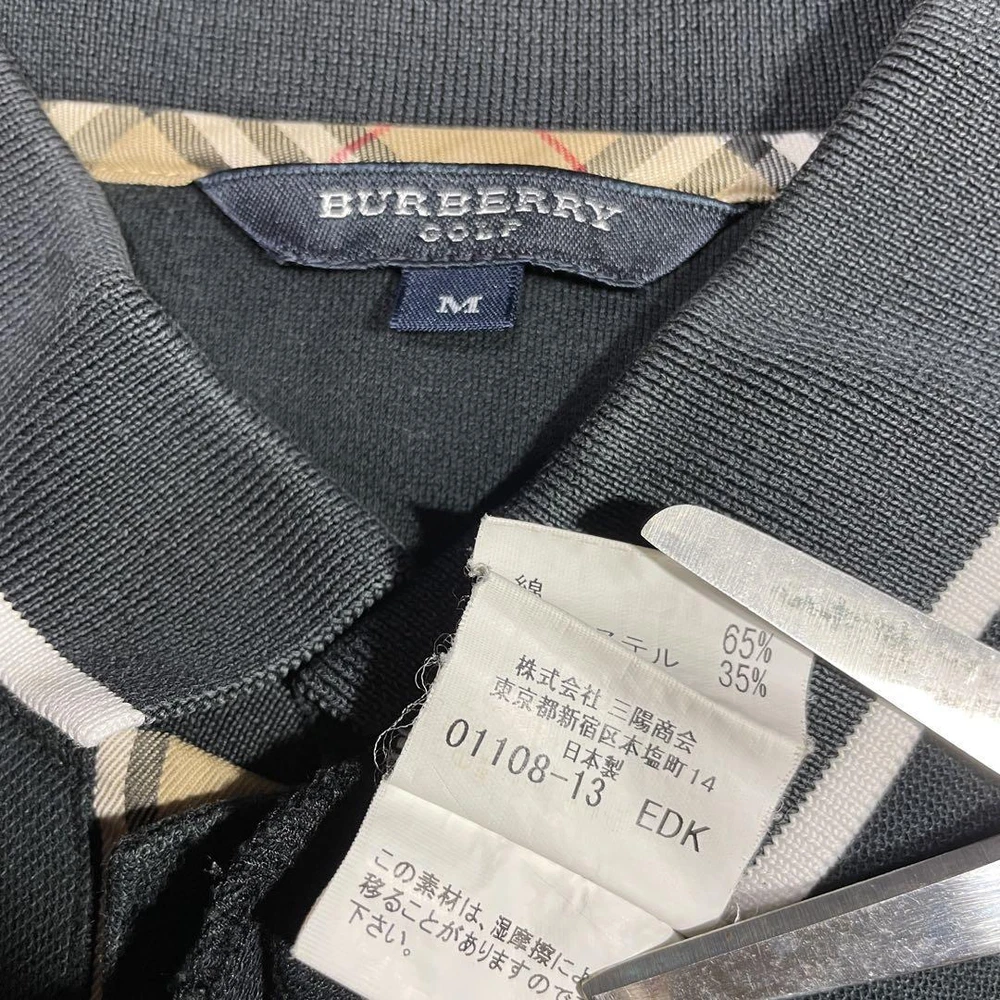 BURBERRY
GOLF
M
綿
65%
ステル 35%
株式会社 三陽商会
東京都新宿区本塩町14
日本製
01108-13 EDK
この素材は、湿摩擦によ
移ることがありますので
下さい。